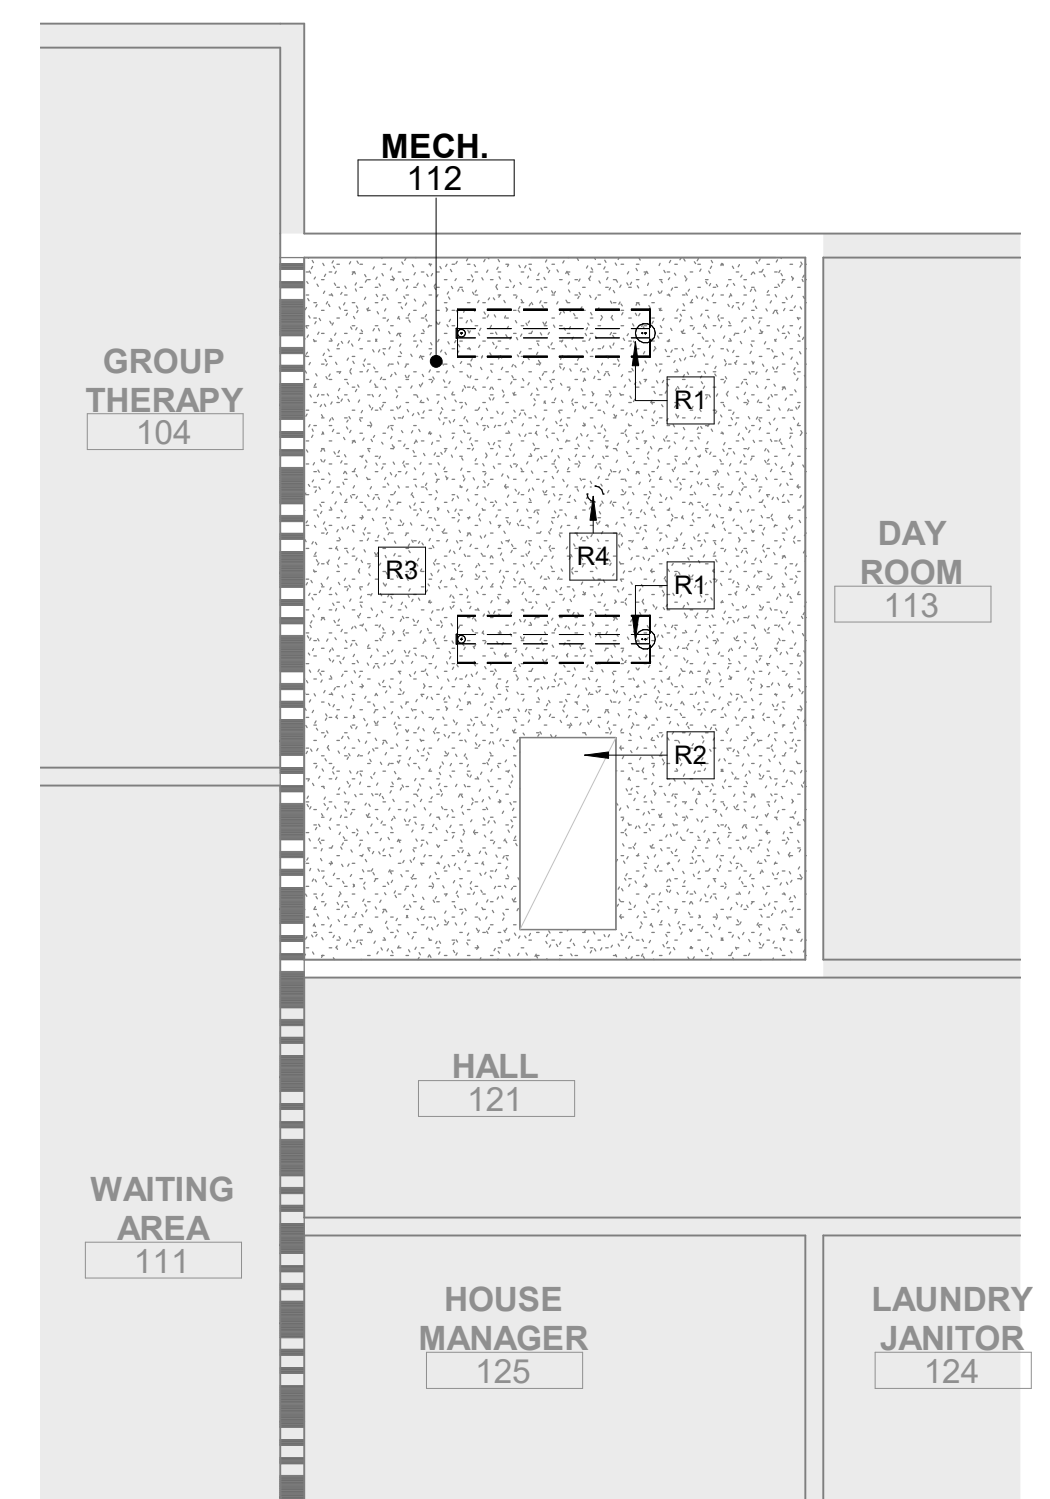 MECH.
112
GROUP
THERAPY
104
R1
DAY
ROOM
113
R4
R3
R1
R2
HALL
121
WAITING
AREA
111
HOUSE
MANAGER
125
LAUNDRY
JANITOR
124